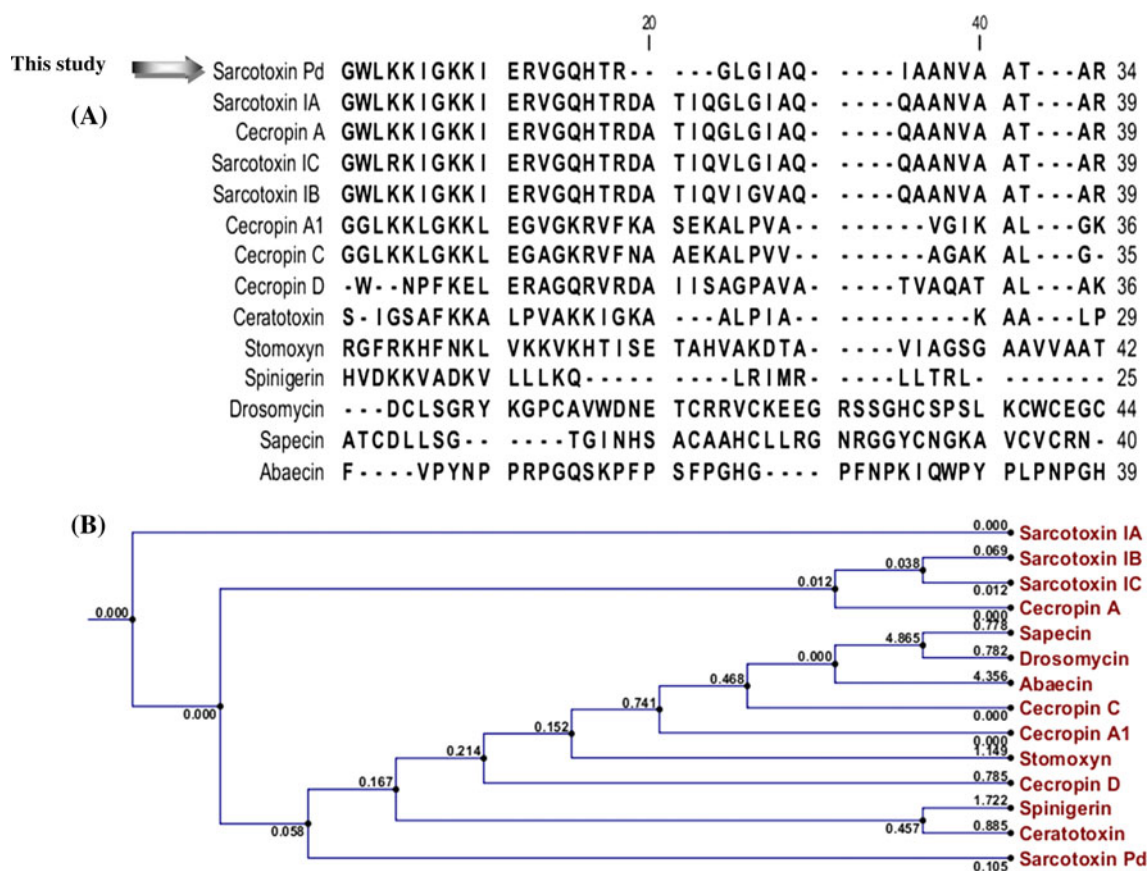 20 40
This study
(A)
Sarcotoxin Pd GWLKKIGKKI ERVGQHTR-- ---GLGIAQ- ----IAANVA AT---AR 34
Sarcotoxin IA GWLKKIGKKI ERVGQHTRDA TIQGLGIAQ- ----QAANVA AT---AR 39
Cecropin A GWLKKIGKKI ERVGQHTRDA TIQGLGIAQ- ----QAANVA AT---AR 39
Sarcotoxin IC GWLRKIGKKI ERVGQHTRDA TIQVLGIAQ- ----QAANVA AT---AR 39
Sarcotoxin IB GWLKKIGKKI ERVGQHTRDA TIQVIGVAQ- ----QAANVA AT---AR 39
Cecropin A1 GGLKKLGKKL EGVGKRVFKA SEKALPVA-- ------VGIK AL---GK 36
Cecropin C GGLKKLGKKL EGAGKRVFNA AEKALPVV-- ------AGAK AL---G- 35
Cecropin D -W--NPFKEL ERAGQRVRDA IISAGPAVA- ----TVAQAT AL---AK 36
Ceratotoxin S-IGSAFKKA LPVAKKIGKA ---ALPIA-- ---------K AA---LP 29
Stomoxyn RGFRKHFNKL VKKVKHTISE TAHVAKDTA- ----VIAGSG AAVVAAT 42
Spinigerin HVDKKVADKV LLLKQ----- ----LRIMR- ----LLTRL- ------- 25
Drosomycin ---DCLSGRY KGPCAVWDNE TCRRVCKEEG RSSGHCSPSL KCWCEGC 44
Sapecin ATCDLLSG-- ----TGINHS ACAAHCLLRG NRGGYCNGKA VCVCRN- 40
Abaecin F----VPYNP PRPGQSKPFP SFPGHG---- PFNPKIQWPY PLPNPGH 39
(B)
0.000 Sarcotoxin IA
0.069 Sarcotoxin IB
0.038
0.012 Sarcotoxin IC
0.012
0.000 Cecropin A
0.000
0.778 Sapecin
4.865
0.782 Drosomycin
0.000
4.356 Abaecin
0.468
0.000 Cecropin C
0.741
0.000 Cecropin A1
0.000
0.152
1.149 Stomoxyn
0.214
0.785 Cecropin D
0.167
1.722 Spinigerin
0.457
0.885 Ceratotoxin
0.058
0.105 Sarcotoxin Pd